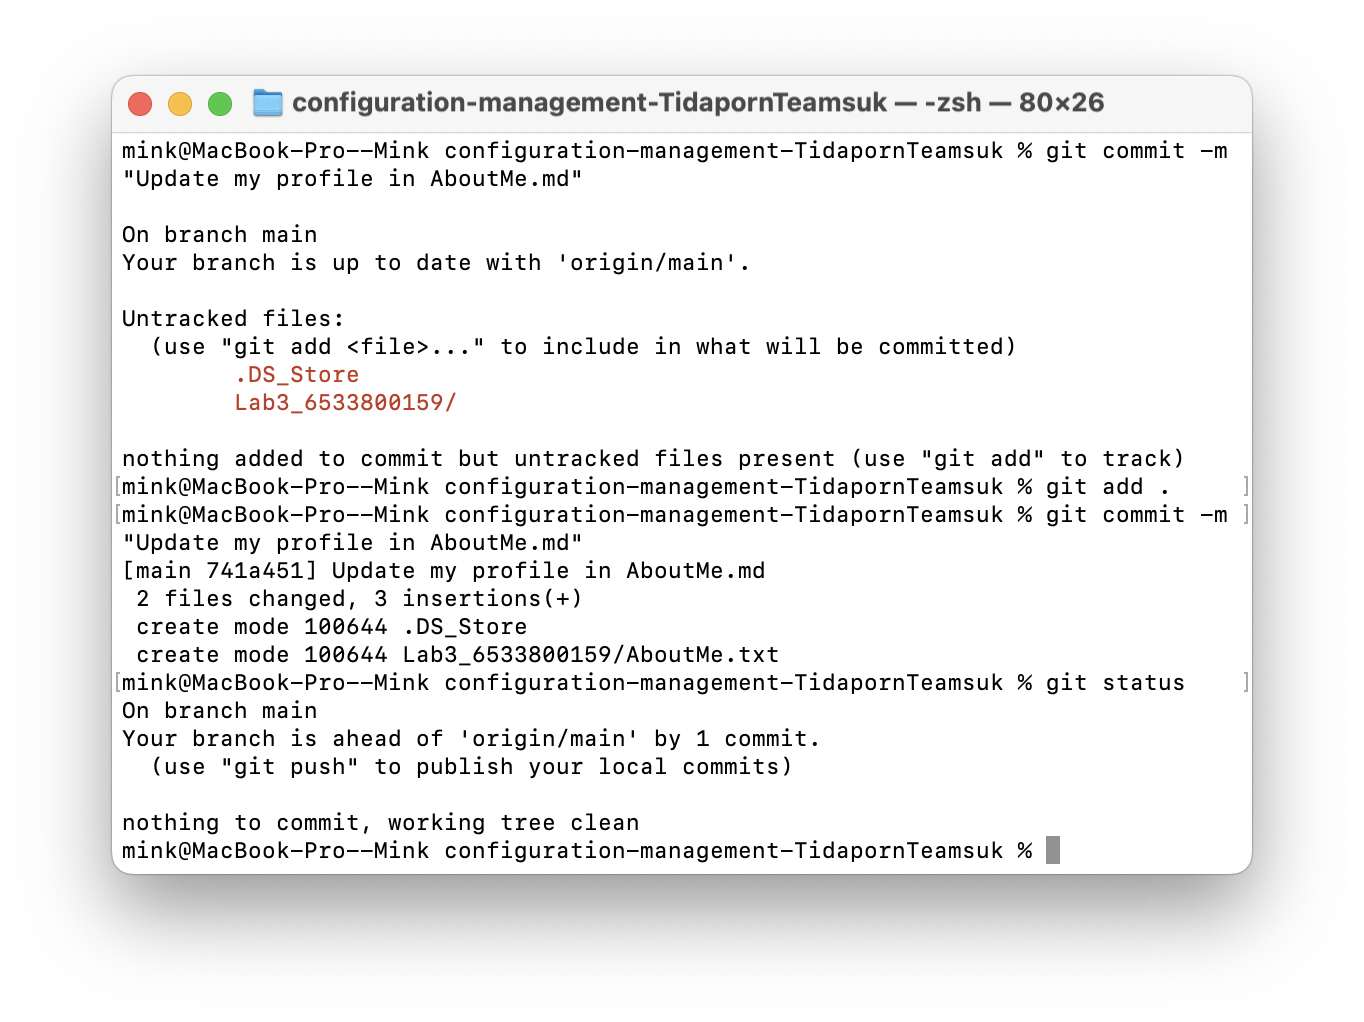 configuration-management-TidapornTeamsuk — -zsh — 80×26
mink@MacBook-Pro--Mink configuration-management-TidapornTeamsuk % git commit -m
"Update my profile in AboutMe.md"
On branch main
Your branch is up to date with 'origin/main'.
Untracked files:
  (use "git add <file>..." to include in what will be committed)
        .DS_Store
        Lab3_6533800159/
nothing added to commit but untracked files present (use "git add" to track)
[mink@MacBook-Pro--Mink configuration-management-TidapornTeamsuk % git add .     ]
[mink@MacBook-Pro--Mink configuration-management-TidapornTeamsuk % git commit -m ]
"Update my profile in AboutMe.md"
[main 741a451] Update my profile in AboutMe.md
 2 files changed, 3 insertions(+)
 create mode 100644 .DS_Store
 create mode 100644 Lab3_6533800159/AboutMe.txt
[mink@MacBook-Pro--Mink configuration-management-TidapornTeamsuk % git status    ]
On branch main
Your branch is ahead of 'origin/main' by 1 commit.
  (use "git push" to publish your local commits)
nothing to commit, working tree clean
mink@MacBook-Pro--Mink configuration-management-TidapornTeamsuk %